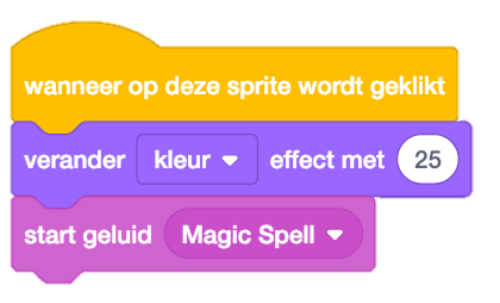 wanneer op deze sprite wordt geklikt
verander kleur effect met 25
start geluid Magic Spell